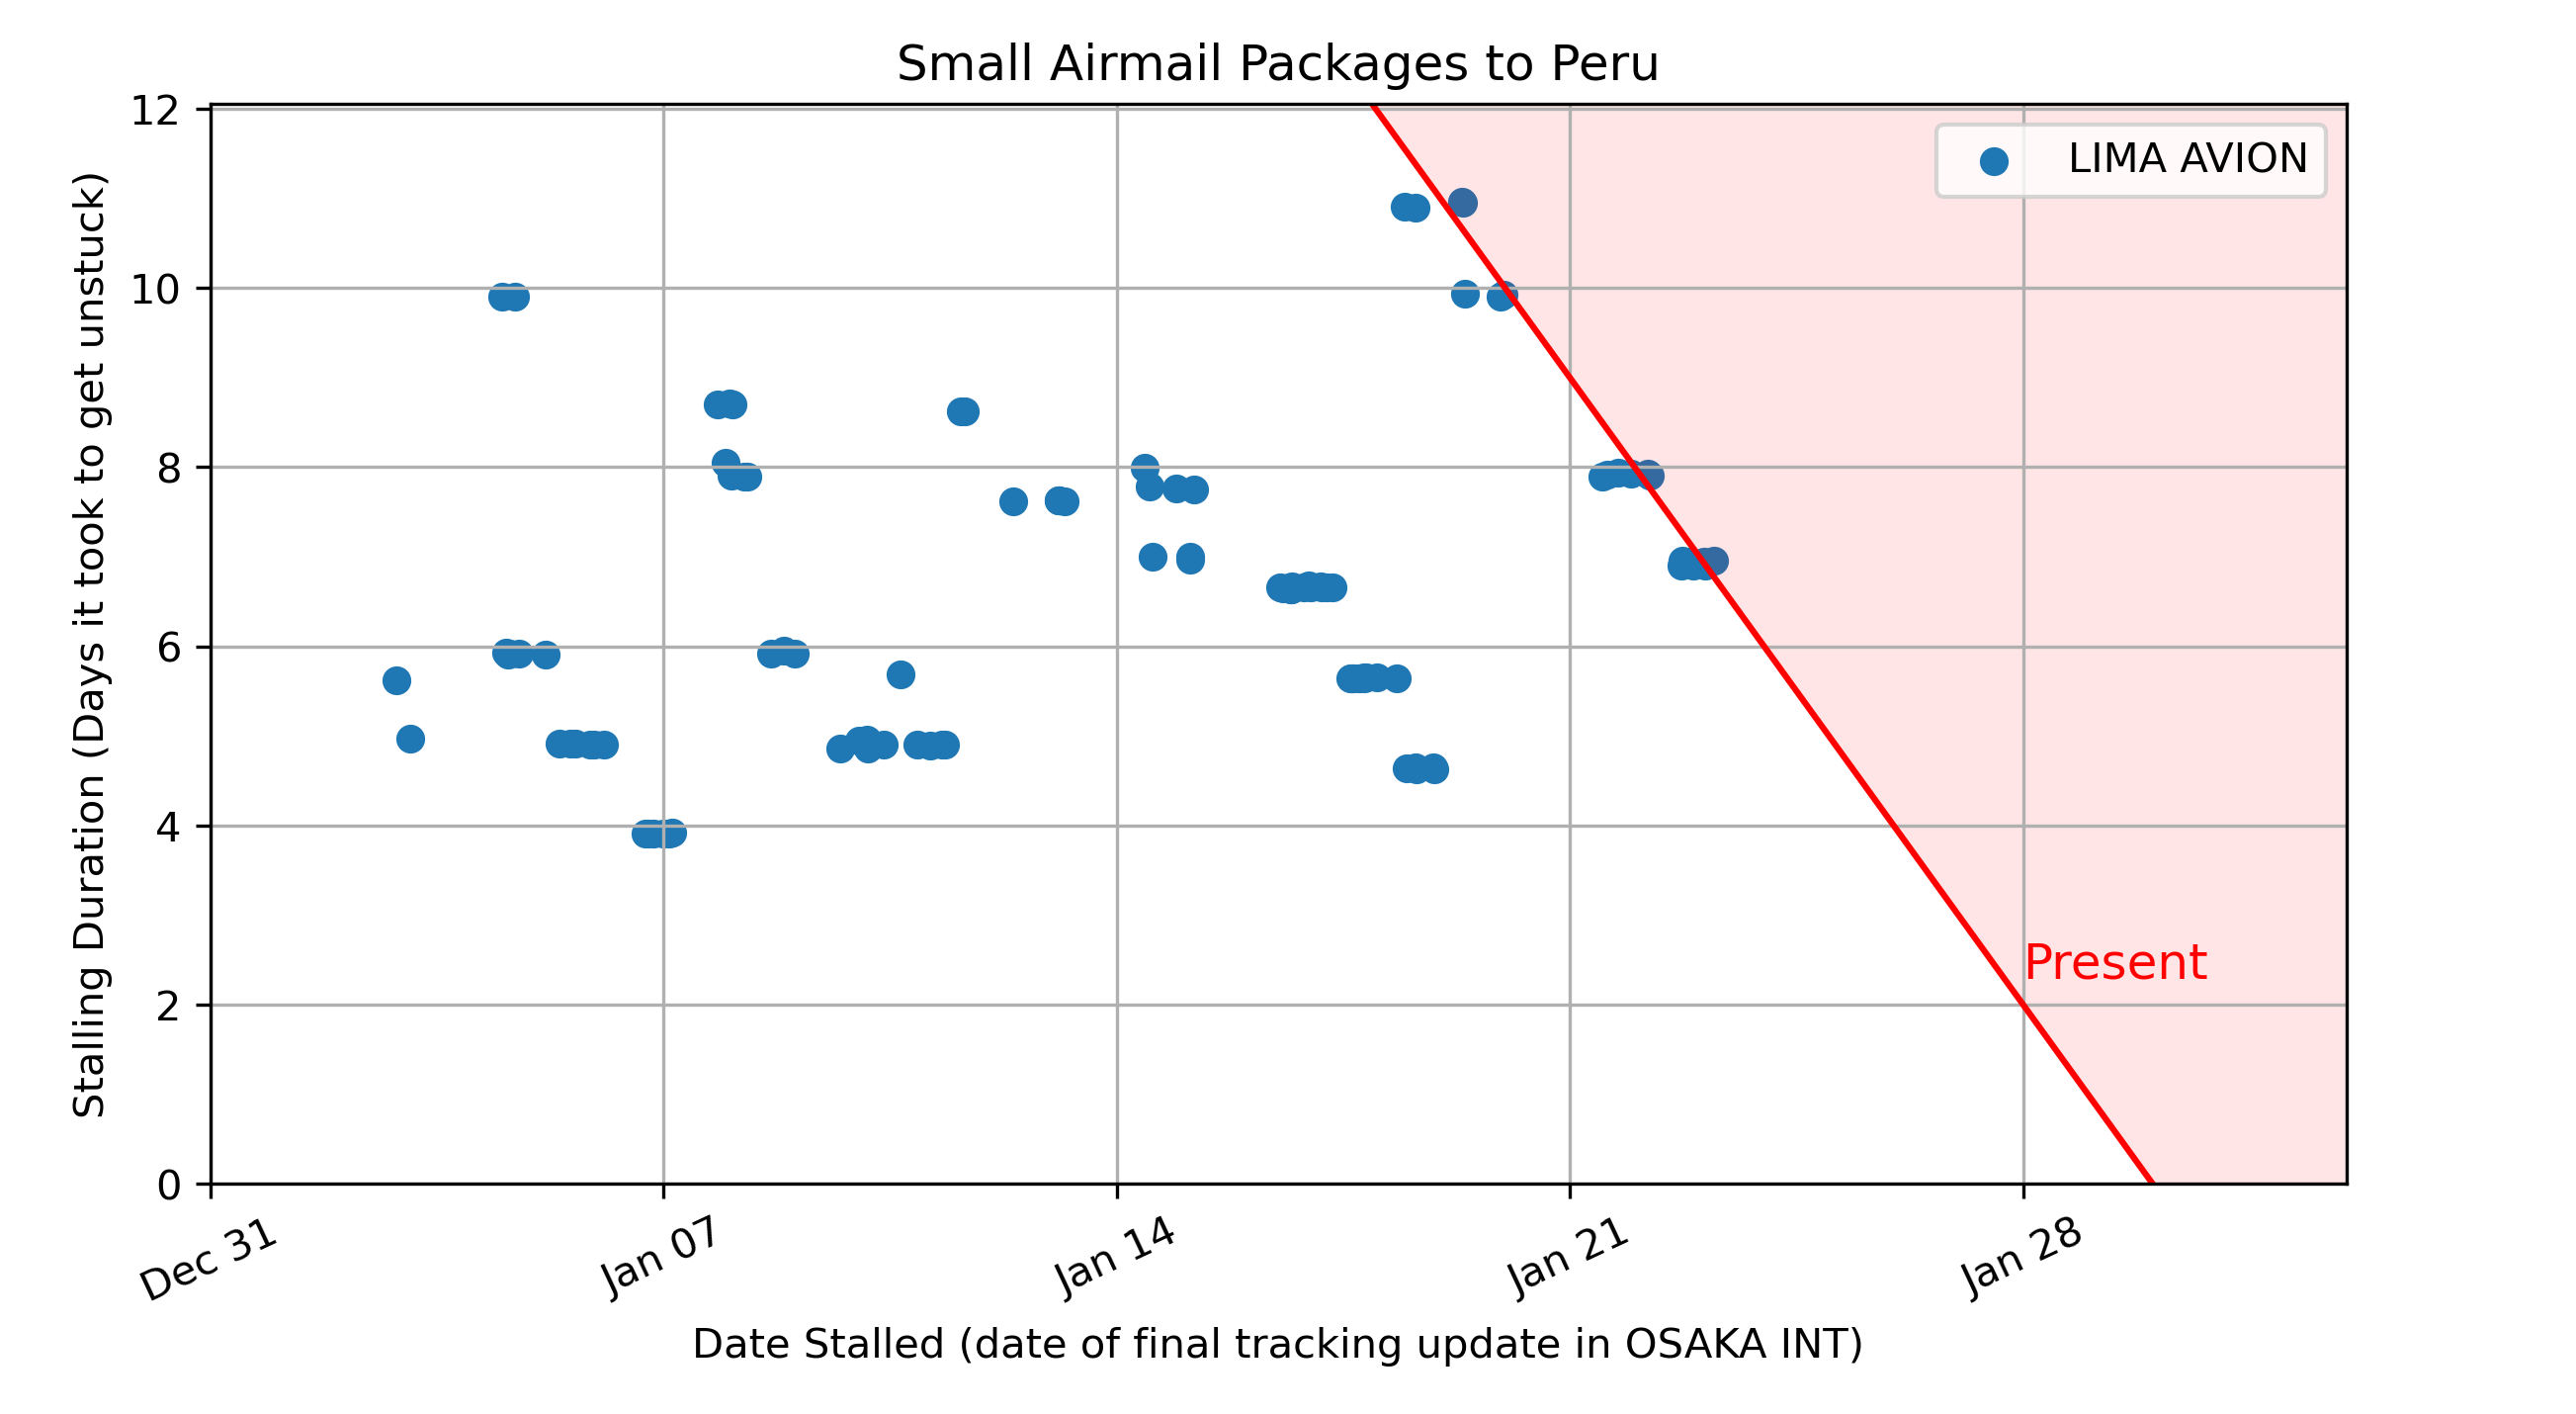 Small Airmail Packages to Peru
Stalling Duration (Days it took to get unstuck)
12
10
8
6
4
2
0
LIMA AVION
Present
Dec 31
Jan 07
Jan 14
Jan 21
Jan 28
Date Stalled (date of final tracking update in OSAKA INT)